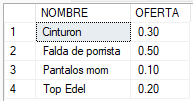 NOMBRE OFERTA
1 Cinturon 0.30
2 Falda de porrista 0.50
3 Pantalos mom 0.10
4 Top Edel 0.20